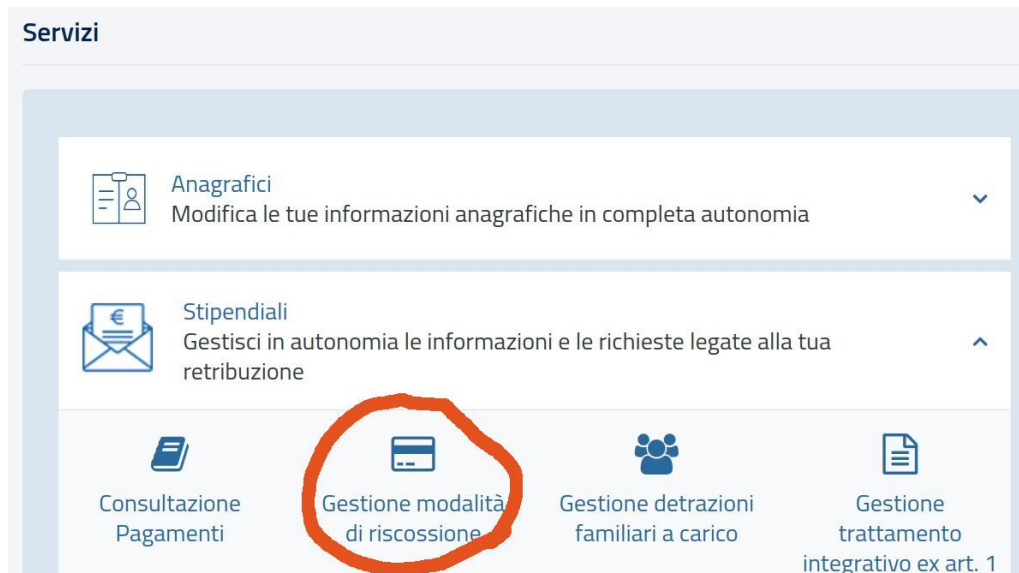 Servizi
Anagrafici
Modifica le tue informazioni anagrafiche in completa autonomia
€
Stipendiali
Gestisci in autonomia le informazioni e le richieste legate alla tua
retribuzione
Consultazione
Pagamenti
Gestione modalità
di riscossione
Gestione detrazioni
familiari a carico
Gestione
trattamento
integrativo ex art. 1